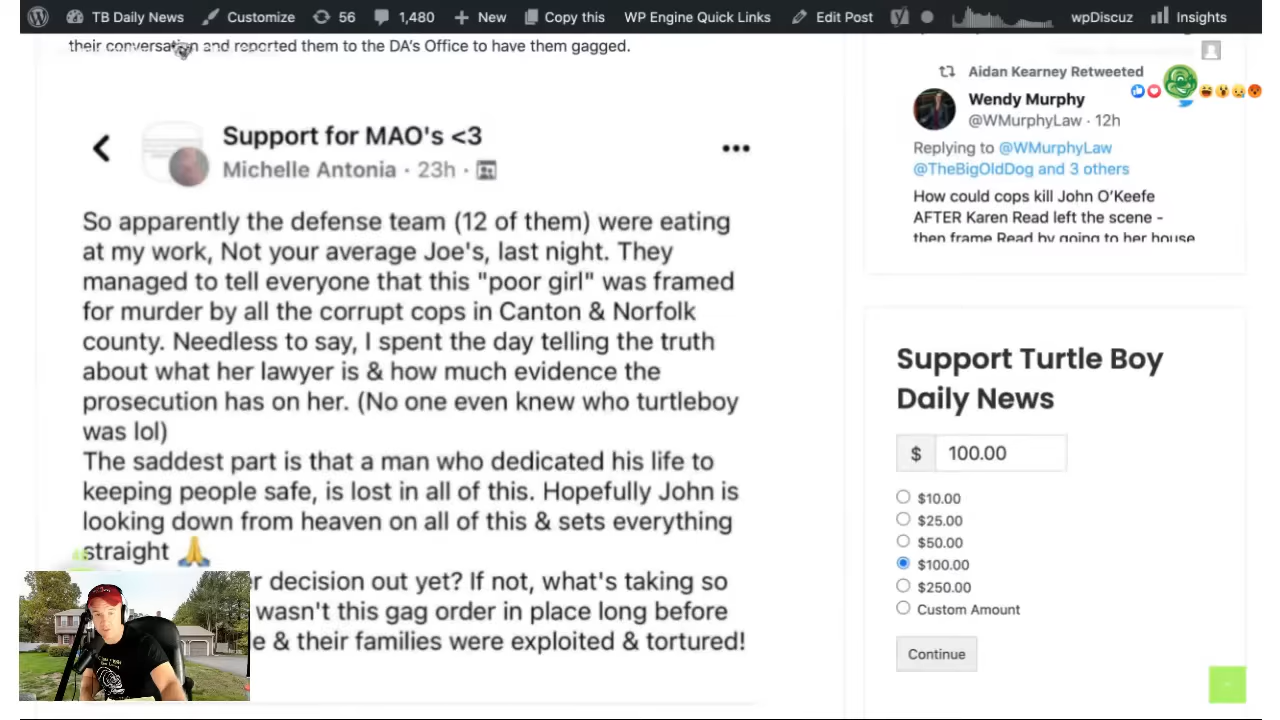 TB Daily News Customize 56 1,480 New Copy this WP Engine Quick Links Edit Post wpDiscuz Insights
their conversation and reported them to the DA's Office to have them gagged.
Support for MAO's <3
Michelle Antonia · 23h ·
So apparently the defense team (12 of them) were eating
at my work, Not your average Joe's, last night. They
managed to tell everyone that this "poor girl" was framed
for murder by all the corrupt cops in Canton & Norfolk
county. Needless to say, I spent the day telling the truth
about what her lawyer is & how much evidence the
prosecution has on her. (No one even knew who turtleboy
was lol)
The saddest part is that a man who dedicated his life to
keeping people safe, is lost in all of this. Hopefully John is
looking down from heaven on all of this & sets everything
straight 🙏
decision out yet? If not, what's taking so
wasn't this gag order in place long before
& their families were exploited & tortured!
Aidan Kearney Retweeted
Wendy Murphy
@WMurphyLaw · 12h
Replying to @WMurphyLaw
@TheBigOldDog and 3 others
How could cops kill John O'Keefe
AFTER Karen Read left the scene -
then frame Read by going to her house
Support Turtle Boy
Daily News
$ 100.00
$10.00
$25.00
$50.00
$100.00
$250.00
Custom Amount
Continue